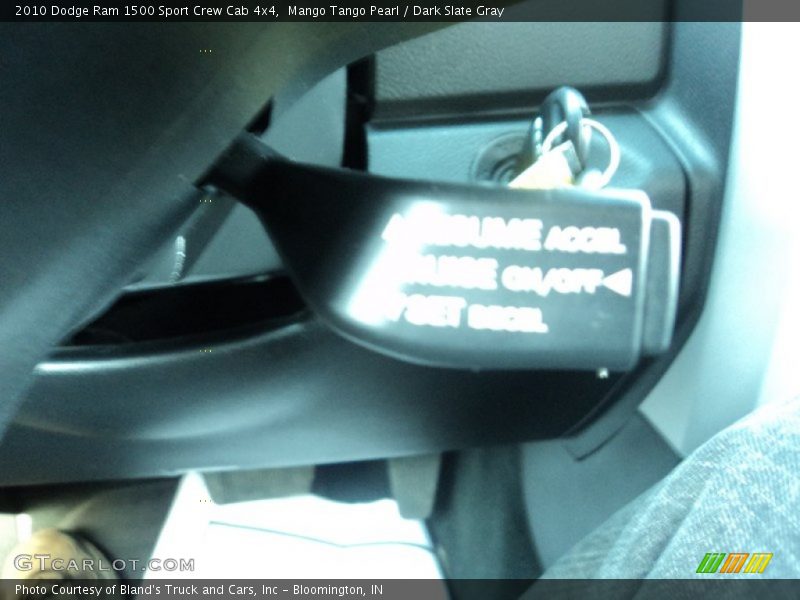 2010 Dodge Ram 1500 Sport Crew Cab 4x4,  Mango Tango Pearl / Dark Slate Gray
RESUME ACCEL
CRUISE ON/OFF
SET DECEL
GTCARLOT.COM
Photo Courtesy of Bland's Truck and Cars, Inc - Bloomington, IN